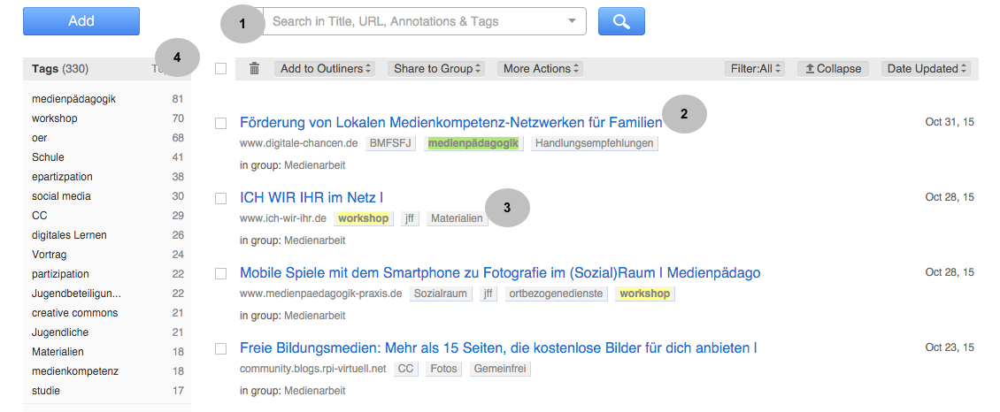 Add
1 Search in Title, URL, Annotations & Tags
4
Tags (330)
Add to Outliners Share to Group More Actions Filter:All Collapse Date Updated
medienpädagogik 81
workshop 70
oer 68
Schule 41
epartizpation 38
social media 30
CC 29
digitales Lernen 26
Vortrag 24
partizipation 22
Jugendbeteiligun... 22
creative commons 21
Jugendliche 21
Materialien 18
medienkompetenz 18
studie 17
Förderung von Lokalen Medienkompetenz-Netzwerken für Familien 2 Oct 31, 15
www.digitale-chancen.de BMFSFJ medienpädagogik Handlungsempfehlungen
in group: Medienarbeit
ICH WIR IHR im Netz l Oct 28, 15
www.ich-wir-ihr.de workshop jff Materialien 3
in group: Medienarbeit
Mobile Spiele mit dem Smartphone zu Fotografie im (Sozial)Raum l Medienpädago Oct 28, 15
www.medienpaedagogik-praxis.de Sozialraum jff ortbezogenedienste workshop
in group: Medienarbeit
Freie Bildungsmedien: Mehr als 15 Seiten, die kostenlose Bilder für dich anbieten l Oct 23, 15
community.blogs.rpi-virtuell.net CC Fotos Gemeinfrei
in group: Medienarbeit